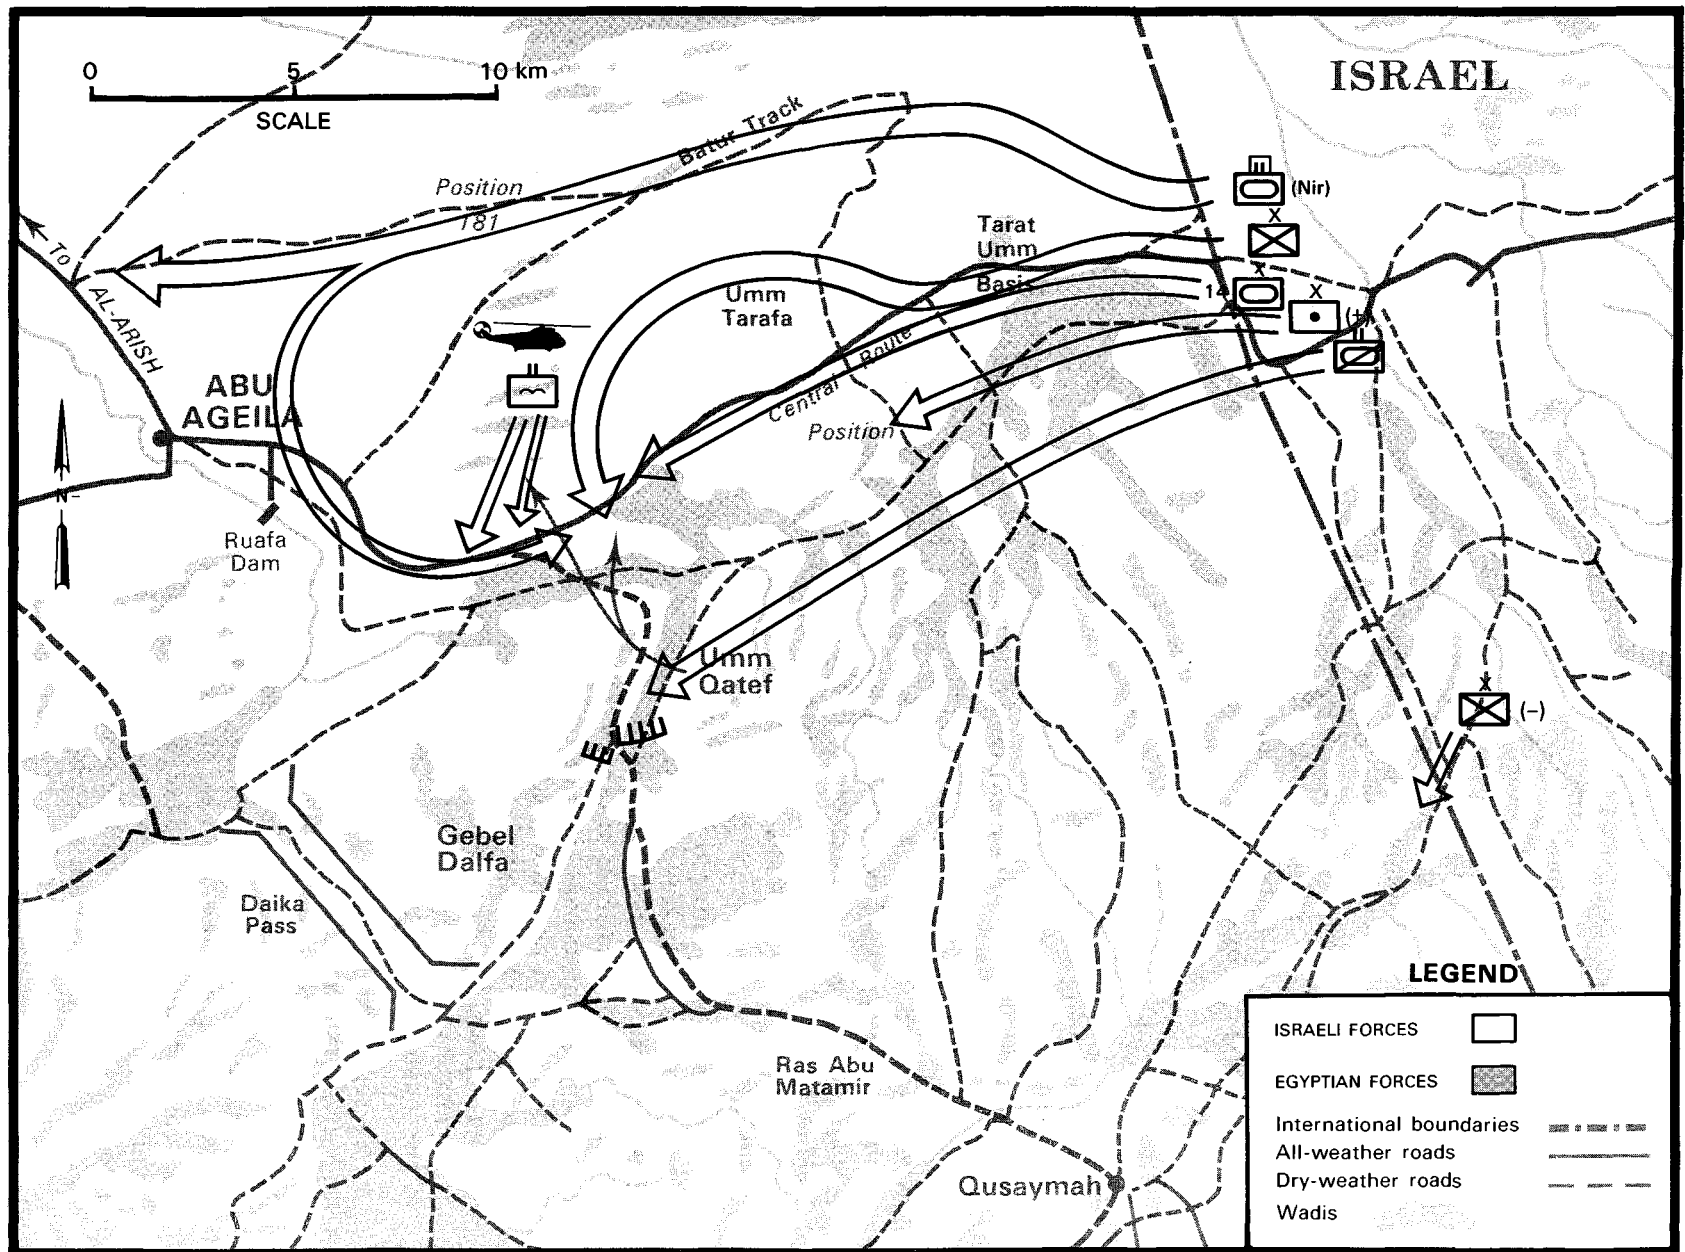 0 5 10 km
SCALE
ISRAEL
Batur Track
Position
181
(Nir)
X
To
AL-ARISH
Tarat
Umm
Basis
Umm
Tarafa
X
14
X
(+)
ABU
AGEILA
Central Route
Position
N
Ruafa
Dam
Umm
Qatef
X
(–)
Gebel
Dalfa
Daika
Pass
Ras Abu
Matamir
Qusaymah
LEGEND
ISRAELI FORCES
EGYPTIAN FORCES
International boundaries
All-weather roads
Dry-weather roads
Wadis